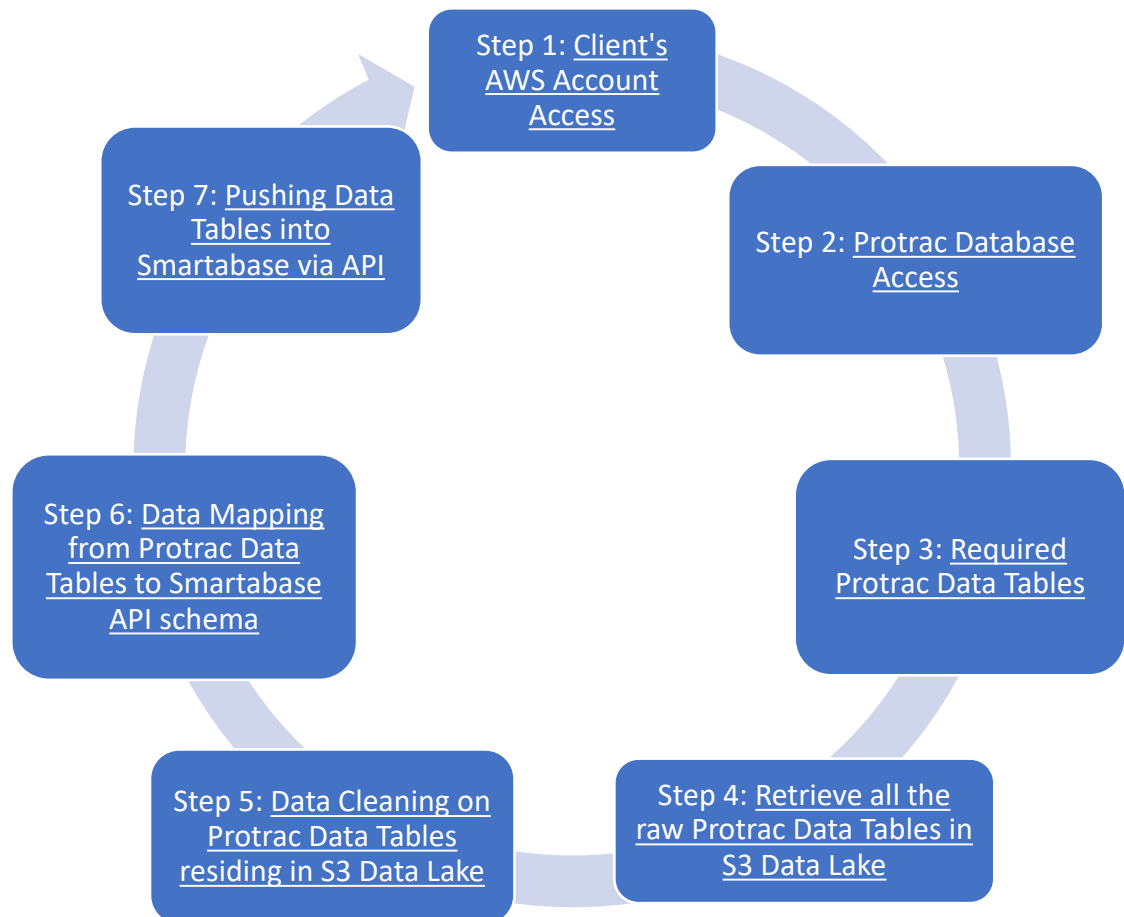 Step 1: Client's
AWS Account
Access
Step 2: Protrac Database
Access
Step 3: Required
Protrac Data Tables
Step 4: Retrieve all the
raw Protrac Data Tables in
S3 Data Lake
Step 5: Data Cleaning on
Protrac Data Tables
residing in S3 Data Lake
Step 6: Data Mapping
from Protrac Data
Tables to Smartabase
API schema
Step 7: Pushing Data
Tables into
Smartabase via API